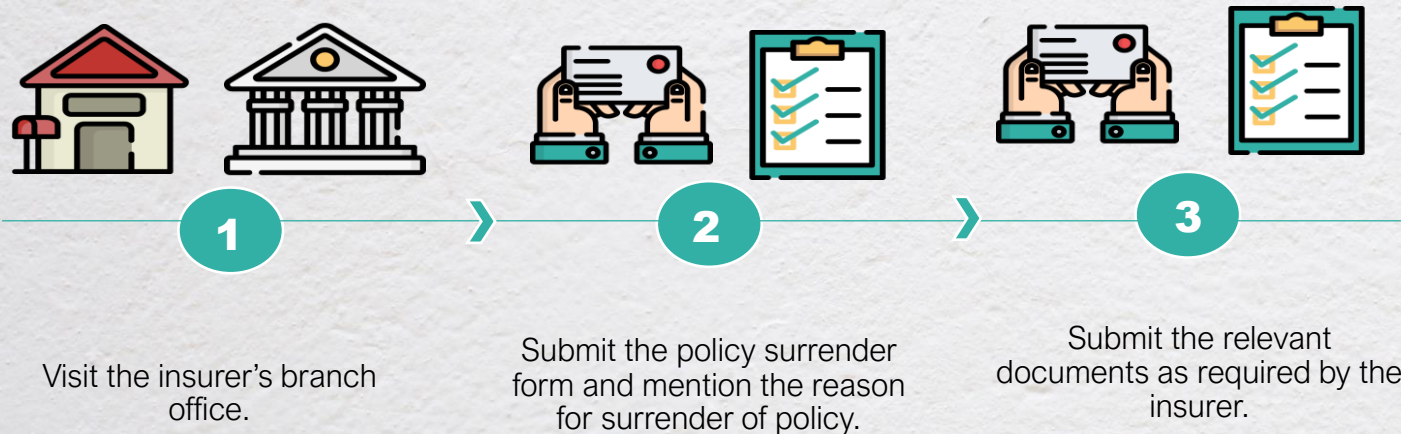 1
2
3
Visit the insurer’s branch
office.
Submit the policy surrender
form and mention the reason
for surrender of policy.
Submit the relevant
documents as required by the
insurer.